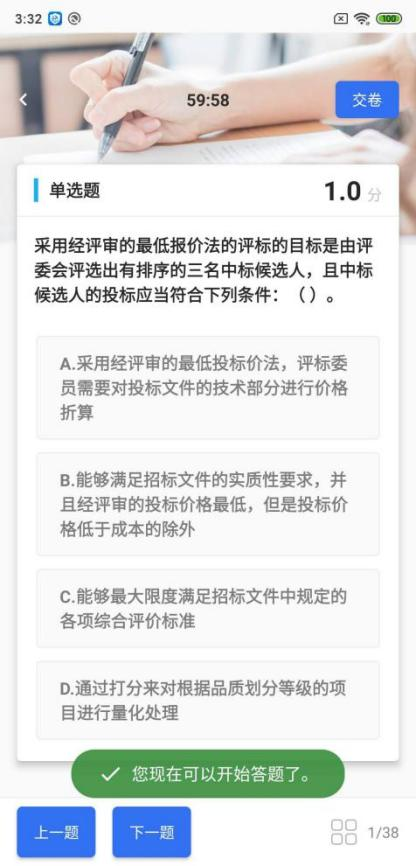 3:32
100
59:58
交卷
单选题
1.0 分
采用经评审的最低报价法的评标的目标是由评
委会评选出有排序的三名中标候选人，且中标
候选人的投标应当符合下列条件：（ ）。
A.采用经评审的最低投标价法，评标委
员需要对投标文件的技术部分进行价格
折算
B.能够满足招标文件的实质性要求，并
且经评审的投标价格最低，但是投标价
格低于成本的除外
C.能够最大限度满足招标文件中规定的
各项综合评价标准
D.通过打分来对根据品质划分等级的项
目进行量化处理
您现在可以开始答题了。
上一题
下一题
1/38